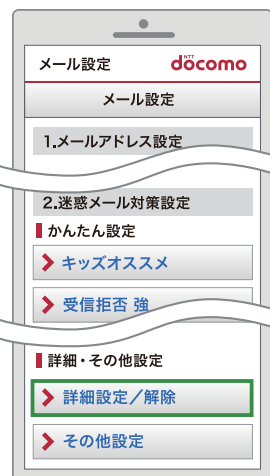 メール設定
NTT
döcomo
メール設定
1.メールアドレス設定
2.迷惑メール対策設定
かんたん設定
キッズオススメ
受信拒否 強
詳細・その他設定
詳細設定／解除
その他設定